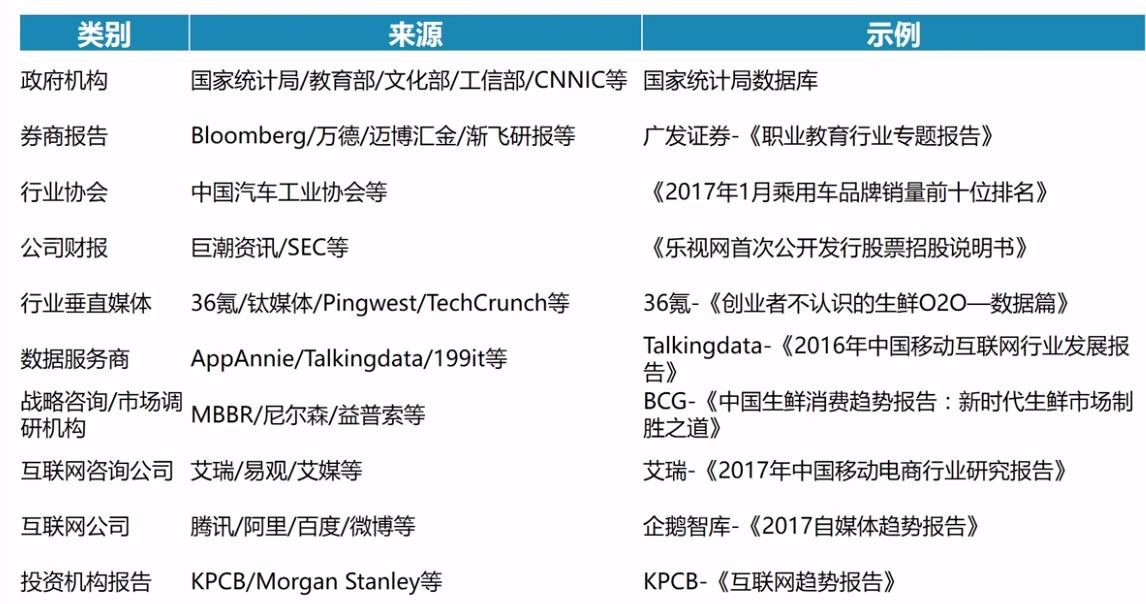 类别 来源 示例
政府机构 国家统计局/教育部/文化部/工信部/CNNIC等 国家统计局数据库
券商报告 Bloomberg/万德/迈博汇金/渐飞研报等 广发证券-《职业教育行业专题报告》
行业协会 中国汽车工业协会等 《2017年1月乘用车品牌销量前十位排名》
公司财报 巨潮资讯/SEC等 《乐视网首次公开发行股票招股说明书》
行业垂直媒体 36氪/钛媒体/Pingwest/TechCrunch等 36氪-《创业者不认识的生鲜O2O—数据篇》
数据服务商 AppAnnie/Talkingdata/199it等 Talkingdata-《2016年中国移动互联网行业发展报
告》
战略咨询/市场调
研机构 MBBR/尼尔森/益普索等 BCG-《中国生鲜消费趋势报告：新时代生鲜市场制
胜之道》
互联网咨询公司 艾瑞/易观/艾媒等 艾瑞-《2017年中国移动电商行业研究报告》
互联网公司 腾讯/阿里/百度/微博等 企鹅智库-《2017自媒体趋势报告》
投资机构报告 KPCB/Morgan Stanley等 KPCB-《互联网趋势报告》